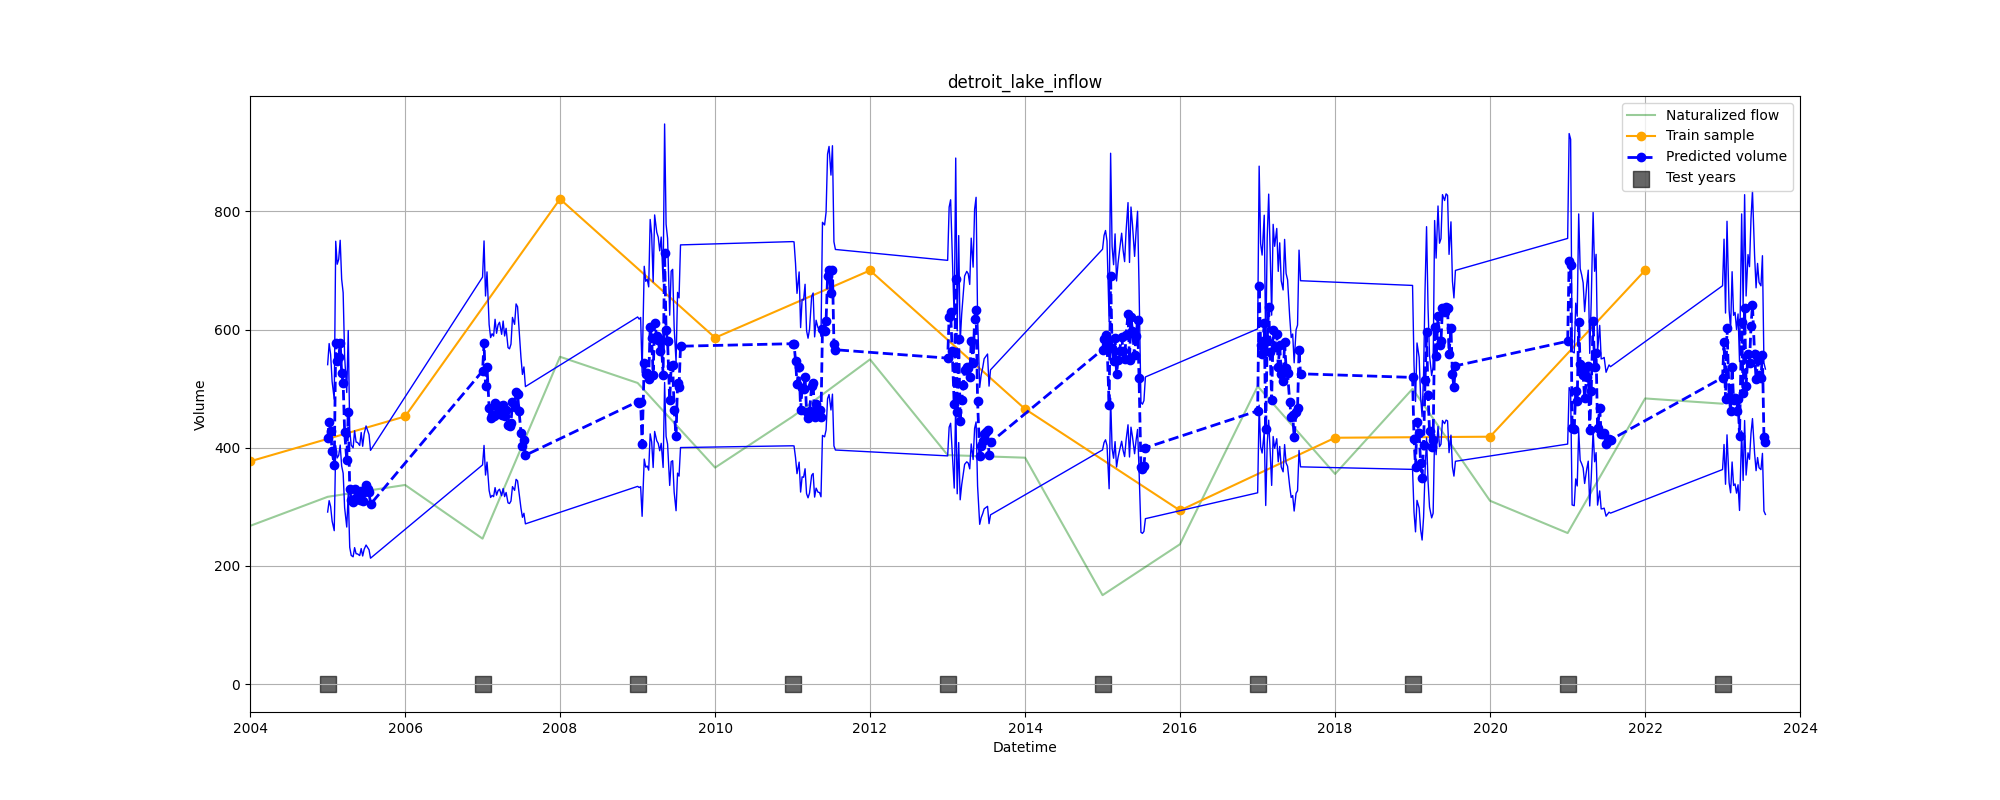 detroit_lake_inflow
Naturalized flow
Train sample
Predicted volume
Test years
Volume
800
600
400
200
0
2004 2006 2008 2010 2012 2014 2016 2018 2020 2022 2024
Datetime